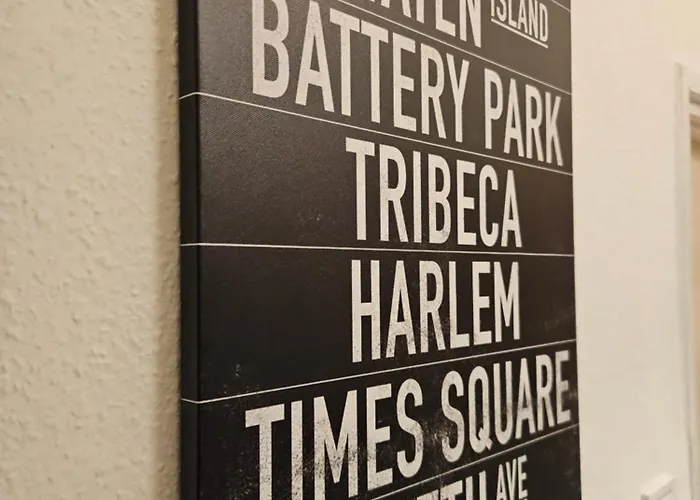 ISLAND
BATTERY PARK
TRIBECA
HARLEM
TIMES SQUARE
AVE